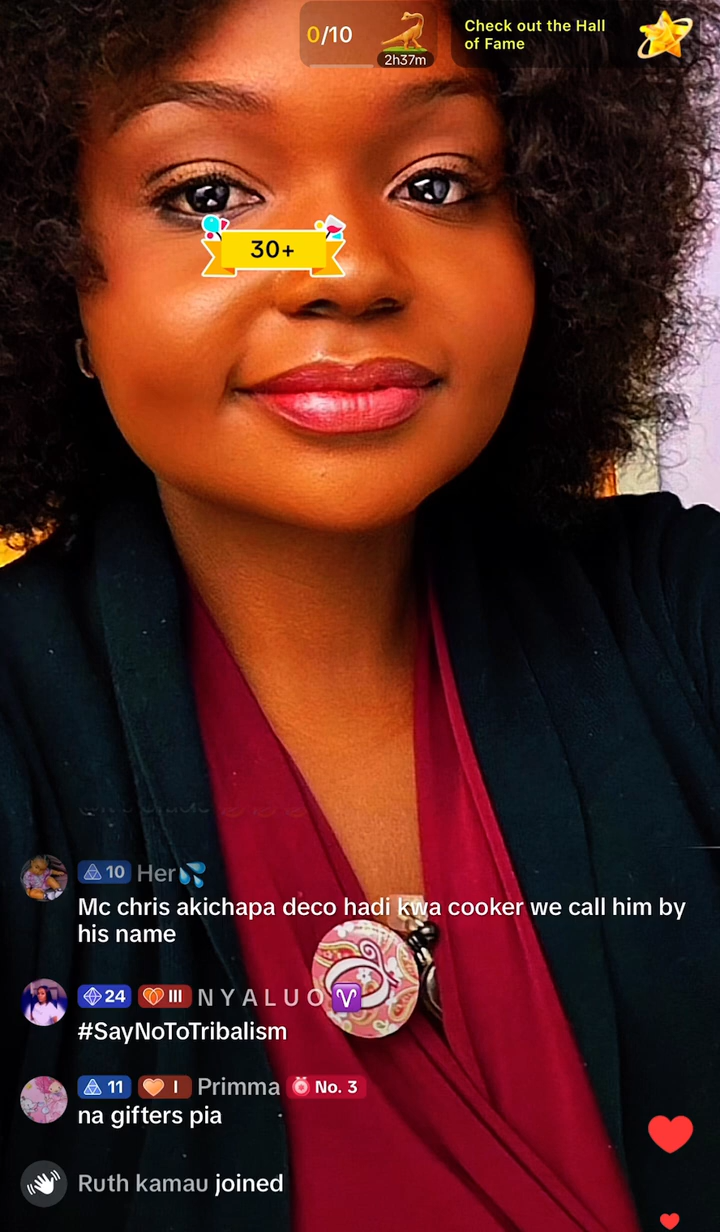 0/10
2h37m
Check out the Hall
of Fame
30+
10 Her
Mc chris akichapa deco hadi kwa cooker we call him by
his name
24 III N Y A L U O
#SayNoToTribalism
11 I Primma No. 3
na gifters pia
Ruth kamau joined